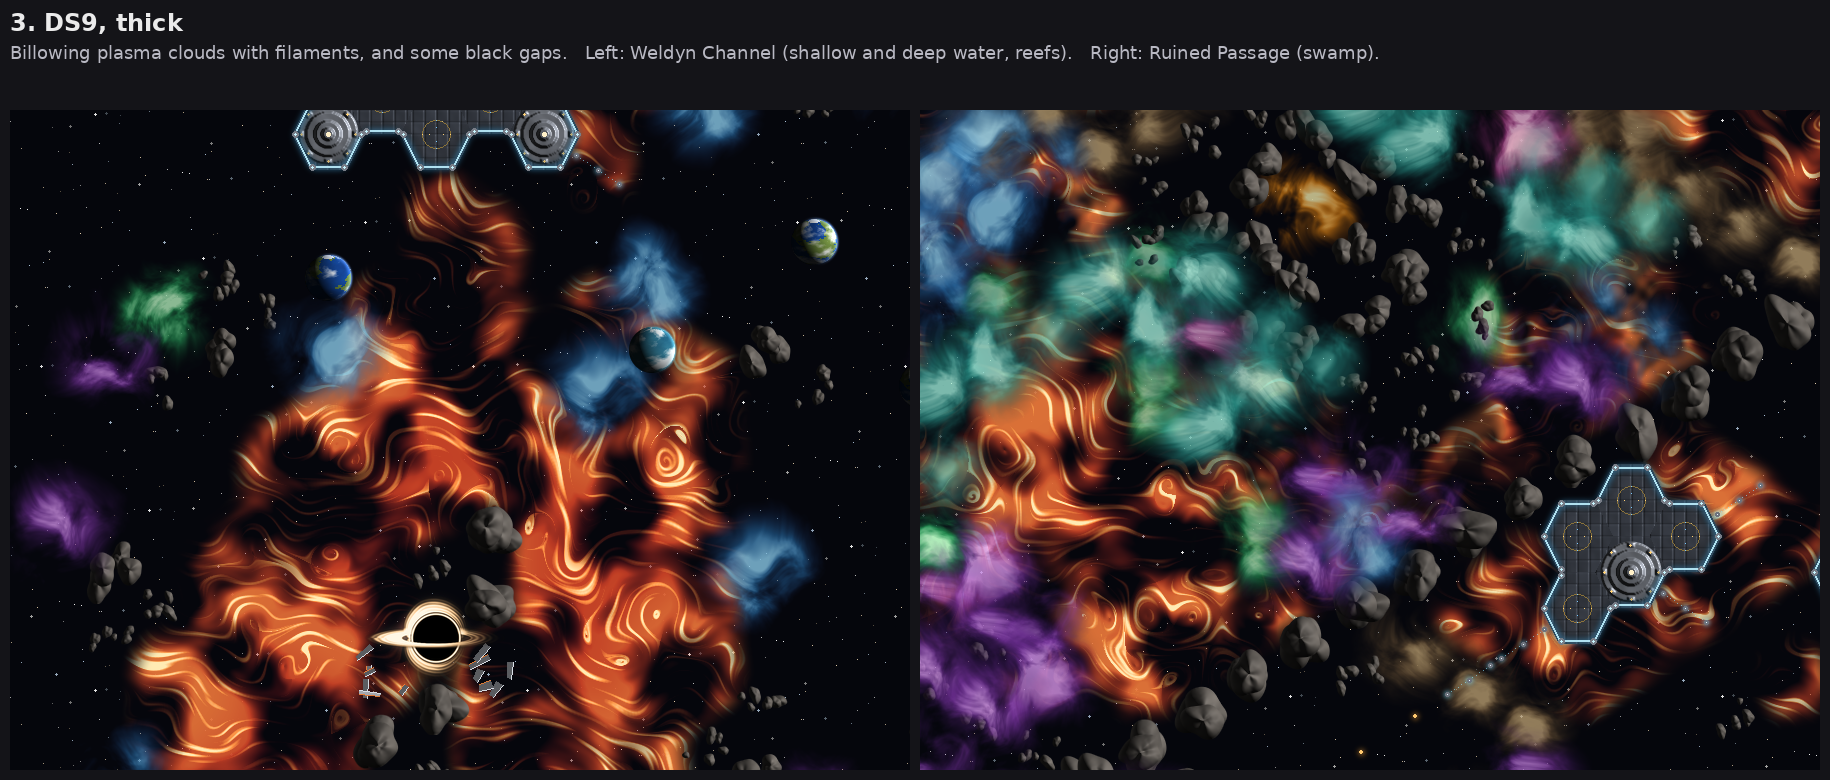 3. DS9, thick
Billowing plasma clouds with filaments, and some black gaps.   Left: Weldyn Channel (shallow and deep water, reefs).   Right: Ruined Passage (swamp).